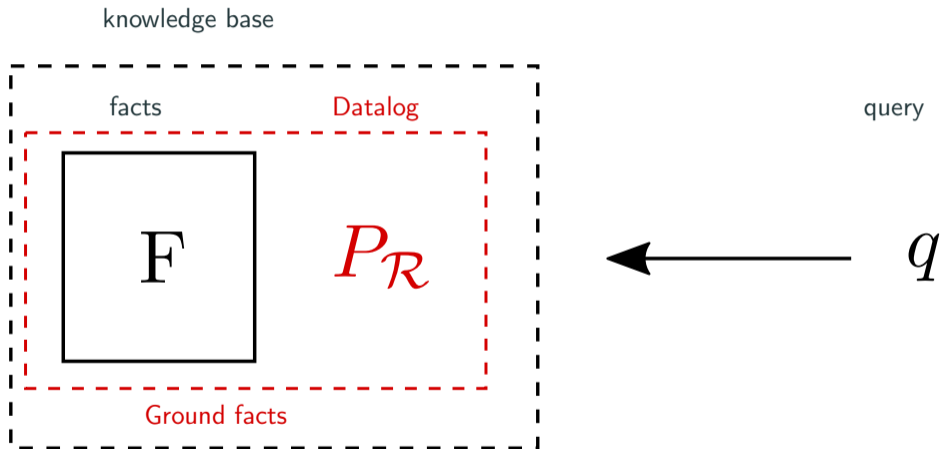 knowledge base
facts
Datalog
query
F
P_ℛ
q
Ground facts